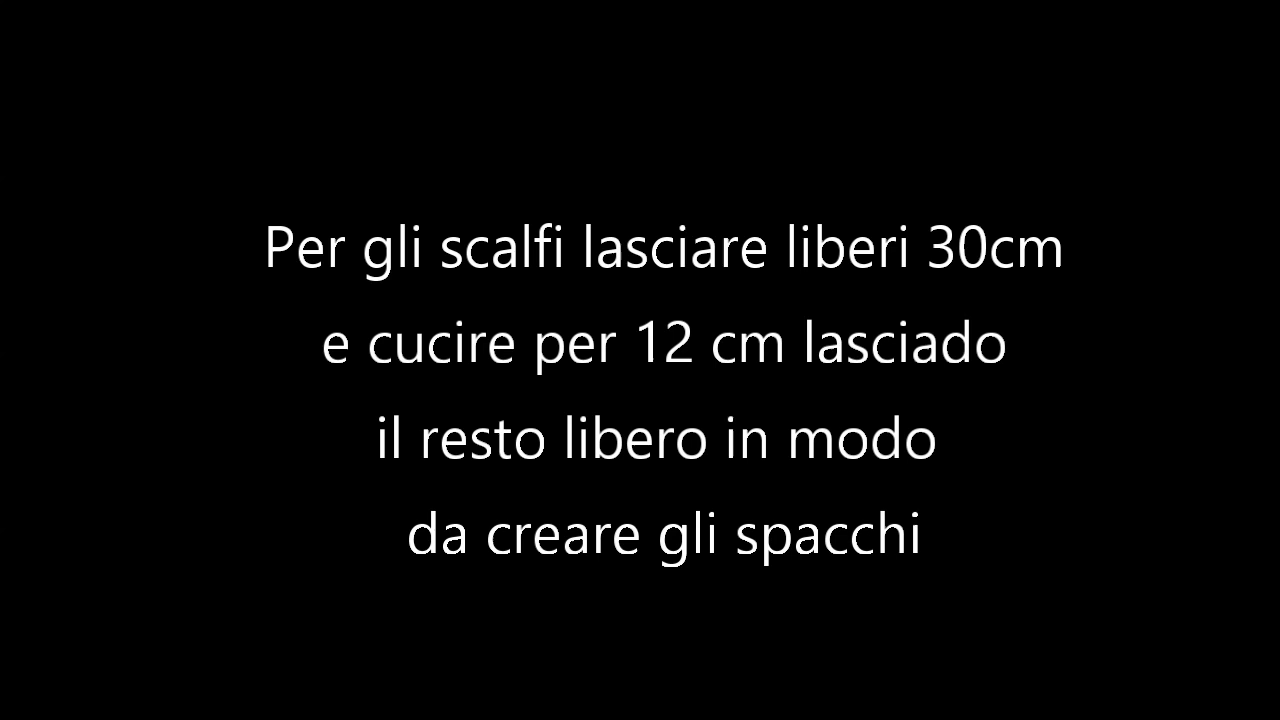 Per gli scalfi lasciare liberi 30cm
e cucire per 12 cm lasciado
il resto libero in modo
da creare gli spacchi